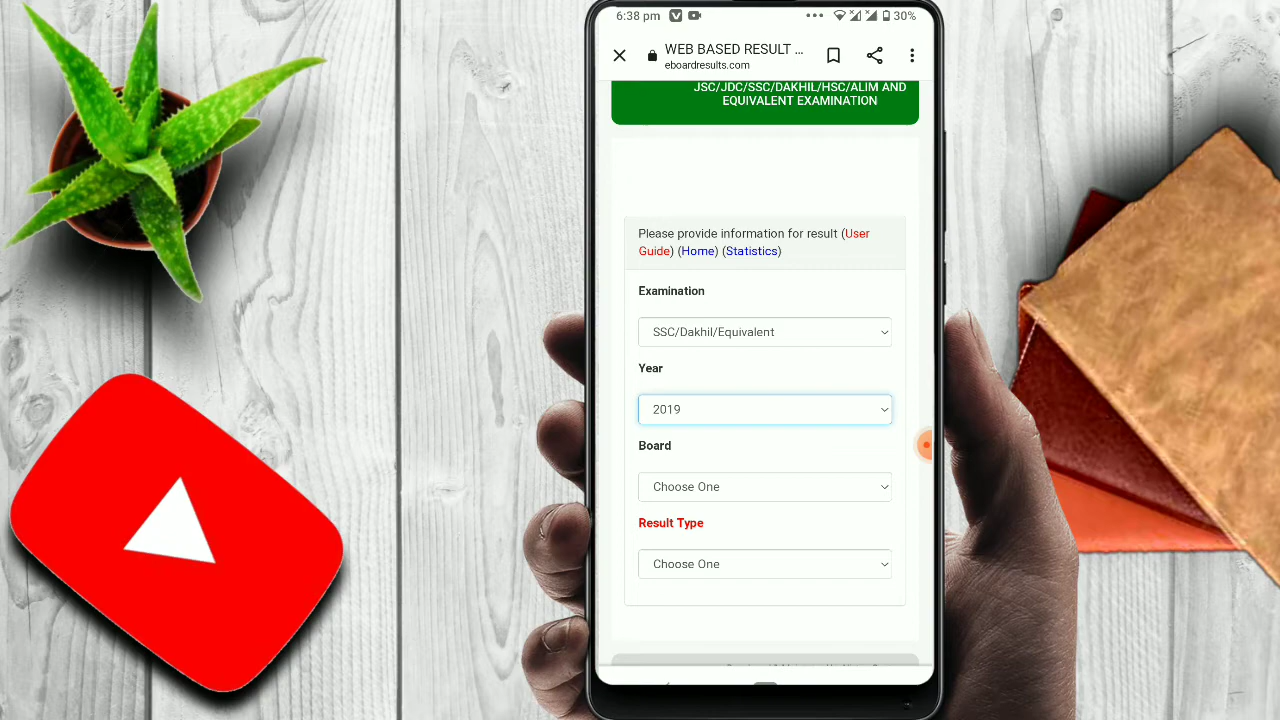 6:38 pm
30%
WEB BASED RESULT ...
eboardresults.com
JSC/JDC/SSC/DAKHIL/HSC/ALIM AND
EQUIVALENT EXAMINATION
Please provide information for result (User
Guide) (Home) (Statistics)
Examination
SSC/Dakhil/Equivalent
Year
2019
Board
Choose One
Result Type
Choose One